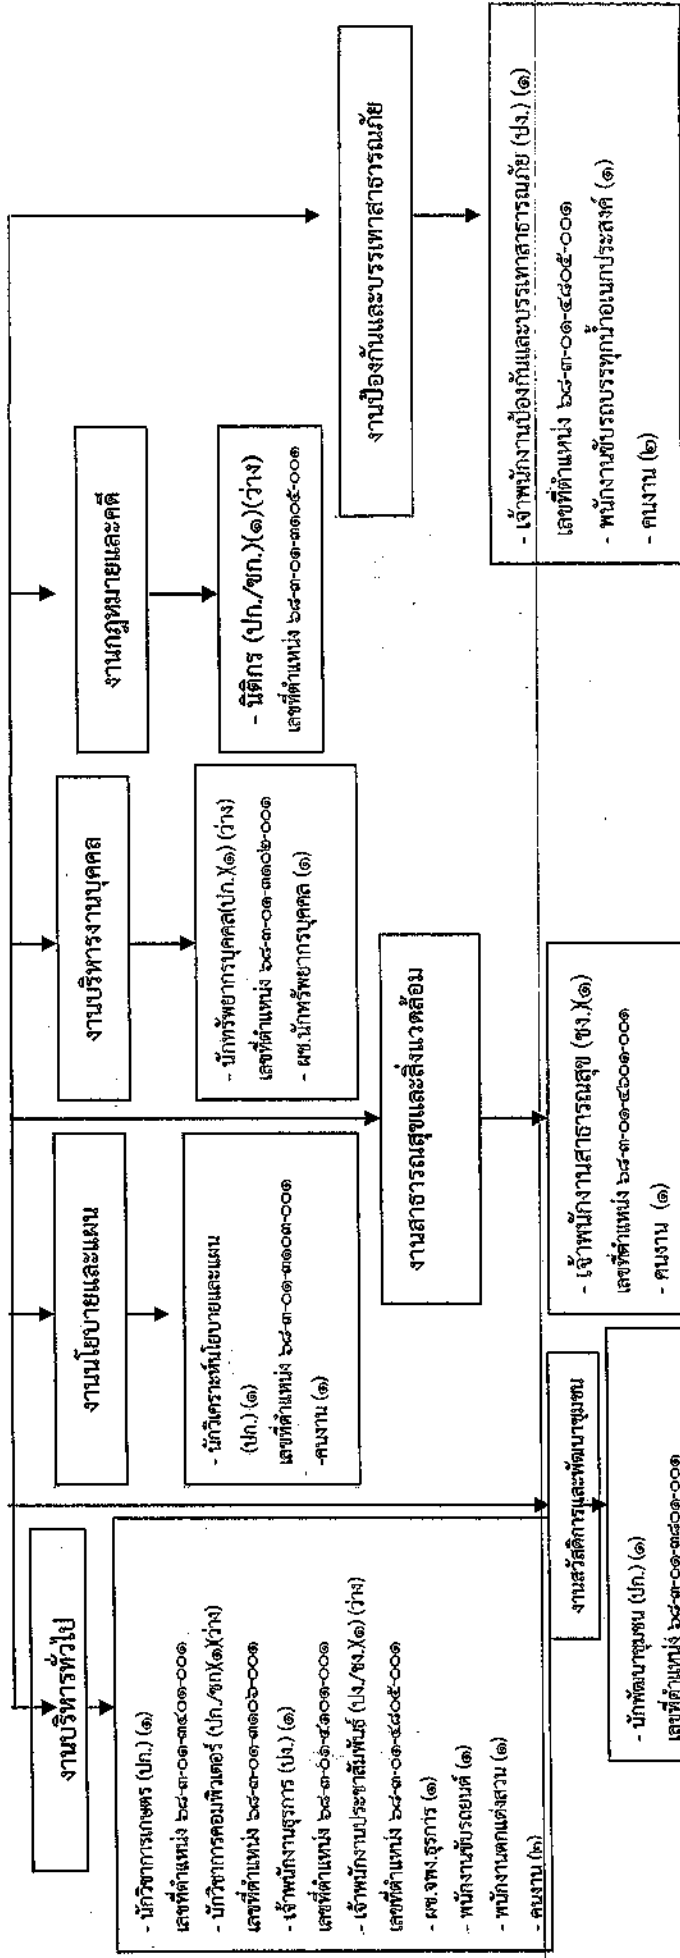 งานบริหารทั่วไป
- นักวิชาการเกษตร (ปก.) (๑)
เลขที่ตำแหน่ง ๖๘-๓-๐๑-๓๔๐๑-๐๐๑
- นักวิชาการคอมพิวเตอร์ (ปก./ชก)(๑)(ว่าง)
เลขที่ตำแหน่ง ๖๘-๓-๐๑-๓๑๐๖-๐๐๑
- เจ้าพนักงานธุรการ (ปง.) (๑)
เลขที่ตำแหน่ง ๖๘-๓-๐๑-๔๑๐๑-๐๐๑
- เจ้าพนักงานประชาสัมพันธ์ (ปง./ชง.)(๑) (ว่าง)
เลขที่ตำแหน่ง ๖๘-๓-๐๑-๔๘๐๕-๐๐๑
- ผช.จพง.ธุรการ (๑)
- พนักงานขับรถยนต์ (๑)
- พนักงานตกแต่งสวน (๑)
- คนงาน (๒)
งานนโยบายและแผน
- นักวิเคราะห์นโยบายและแผน
(ปก.) (๑)
เลขที่ตำแหน่ง ๖๘-๓-๐๑-๓๑๐๓-๐๐๑
-คนงาน (๑)
งานบริหารงานบุคคล
- นักทรัพยากรบุคคล(ปก.)(๑) (ว่าง)
เลขที่ตำแหน่ง ๖๘-๓-๐๑-๓๑๐๒-๐๐๑
- ผช.นักทรัพยากรบุคคล (๑)
งานกฎหมายและคดี
- นิติกร (ปก./ชก.)(๑)(ว่าง)
เลขที่ตำแหน่ง ๖๘-๓-๐๑-๓๑๐๕-๐๐๑
งานป้องกันและบรรเทาสาธารณภัย
- เจ้าพนักงานป้องกันและบรรเทาสาธารณภัย (ปง.) (๑)
เลขที่ตำแหน่ง ๖๘-๓-๐๑-๔๘๐๕-๐๐๑
- พนักงานขับรถบรรทุกน้ำอเนกประสงค์ (๑)
- คนงาน (๒)
งานสวัสดิการและพัฒนาชุมชน
- นักพัฒนาชุมชน (ปก.) (๑)
เลขที่ตำแหน่ง ๖๘-๓-๐๑-๓๘๐๑-๐๐๑
งานสาธารณสุขและสิ่งแวดล้อม
- เจ้าพนักงานสาธารณสุข (ชง.)(๑)
เลขที่ตำแหน่ง ๖๘-๓-๐๑-๔๖๐๑-๐๐๑
- คนงาน (๑)